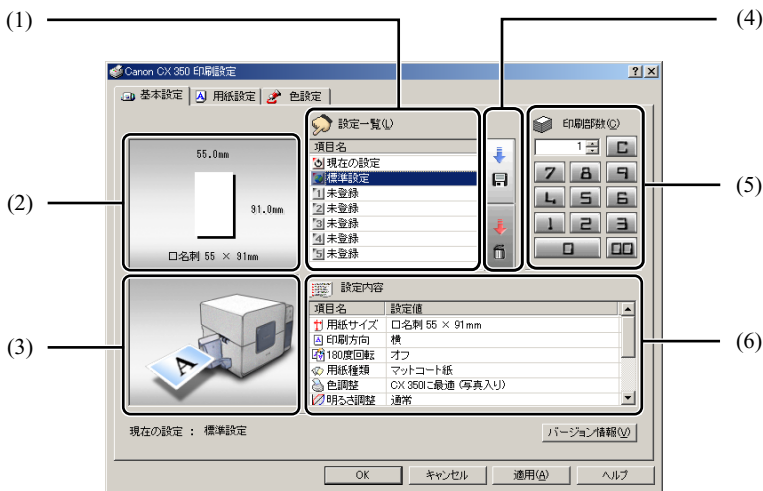 (1)
(4)
Canon CX 350 印刷設定
基本設定 用紙設定 色設定
設定一覧(L)
項目名
現在の設定
標準設定
1 未登録
2 未登録
3 未登録
4 未登録
5 未登録
印刷部数(C)
1 C
7 8 9
4 5 6
1 2 3
0 00
(5)
(2)
55.0mm
91.0mm
口名刺 55 × 91mm
(3)
A
設定内容
項目名 設定値
用紙サイズ 口名刺 55 × 91mm
印刷方向 横
180度回転 オフ
用紙種類 マットコート紙
色調整 CX 350に最適 (写真入り)
明るさ調整 通常
(6)
現在の設定 : 標準設定
バージョン情報(V)
OK キャンセル 適用(A) ヘルプ